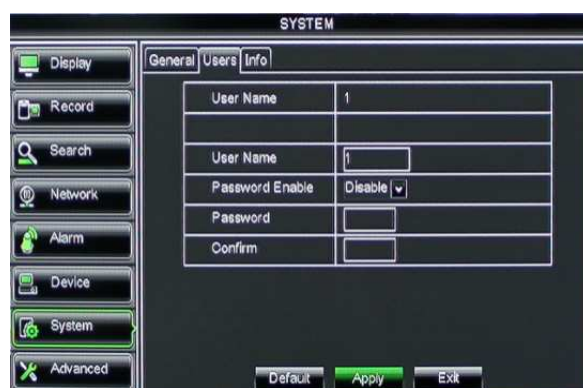 SYSTEM
Display
Record
Search
Network
Alarm
Device
System
Advanced
General Users Info
User Name 1
User Name 1
Password Enable Disable
Password
Confirm
Default Apply Exit